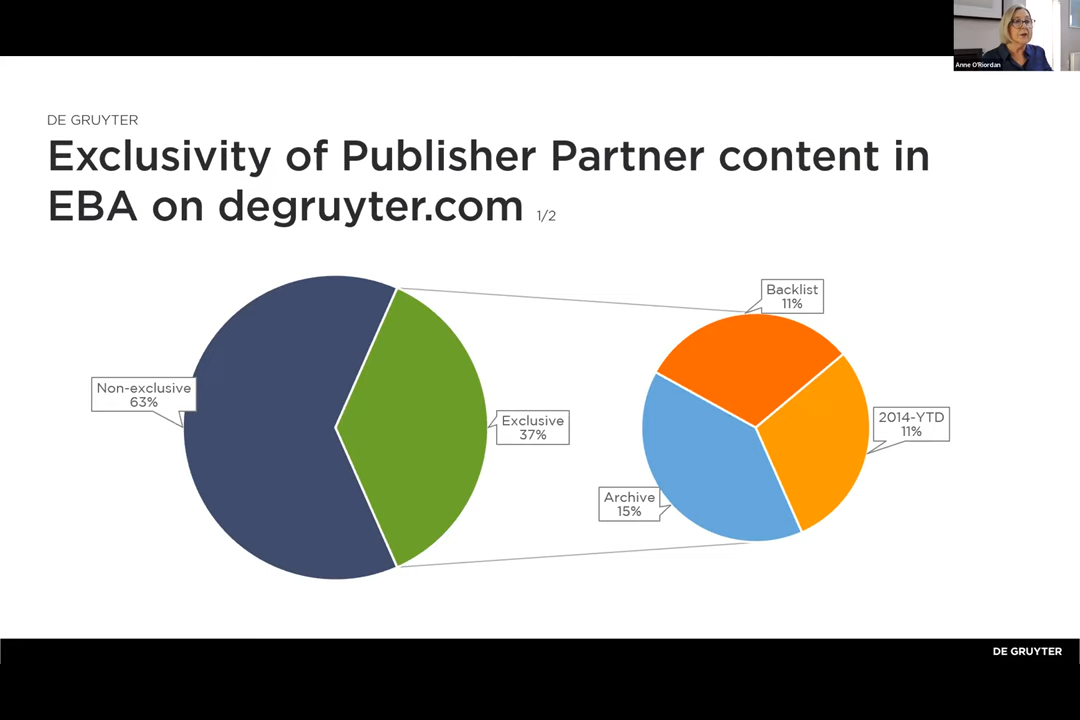 Anne O'Riordan
DE GRUYTER
Exclusivity of Publisher Partner content in
EBA on degruyter.com 1/2
Backlist
11%
Non-exclusive
63%
Exclusive
37%
2014-YTD
11%
Archive
15%
DE GRUYTER